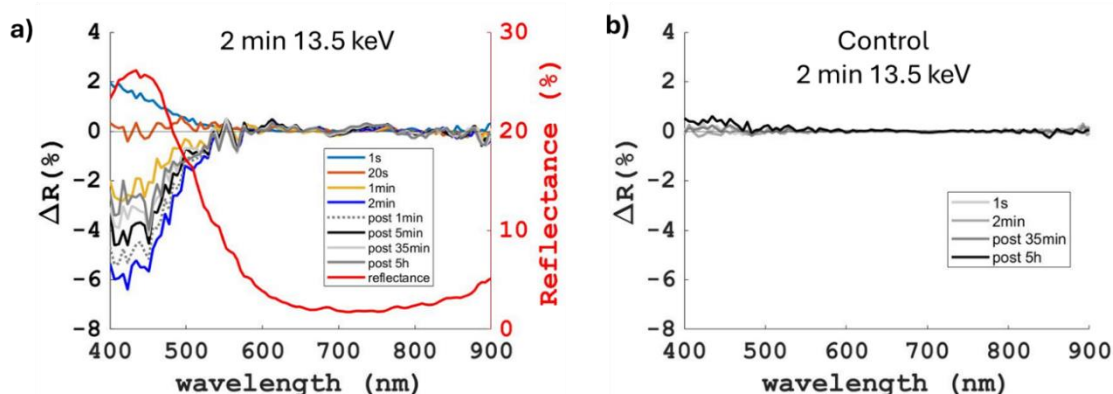 a)
2 min 13.5 keV
4
2
0
-2
-4
-6
-8
ΔR(%)
30
20
10
0
Reflectance (%)
1s
20s
1min
2min
post 1min
post 5min
post 35min
post 5h
reflectance
400 500 600 700 800 900
wavelength (nm)
b)
Control
2 min 13.5 keV
4
2
0
-2
-4
-6
-8
ΔR(%)
1s
2min
post 35min
post 5h
400 500 600 700 800 900
wavelength (nm)